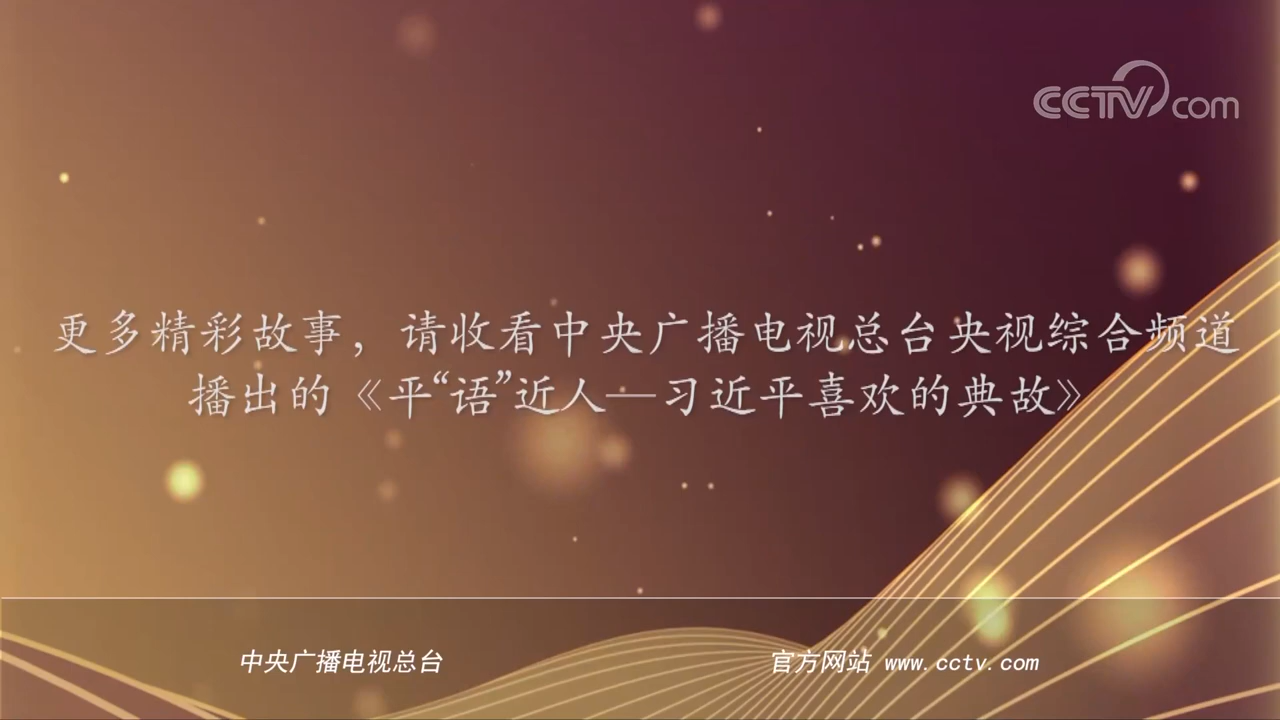 CCTV.com
更多精彩故事，请收看中央广播电视总台央视综合频道
播出的《平“语”近人—习近平喜欢的典故》
中央广播电视总台
官方网站 www.cctv.com